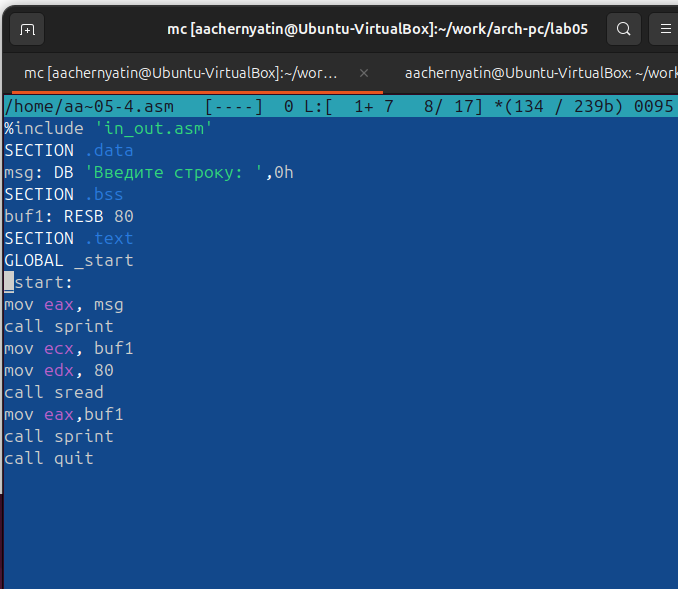 mc [aachernyatin@Ubuntu-VirtualBox]:~/work/arch-pc/lab05
mc [aachernyatin@Ubuntu-VirtualBox]:~/wor... × aachernyatin@Ubuntu-VirtualBox: ~/work
/home/aa~05-4.asm   [----]  0 L:[  1+ 7   8/ 17] *(134 / 239b) 0095
%include 'in_out.asm'
SECTION .data
msg: DB 'Введите строку: ',0h
SECTION .bss
buf1: RESB 80
SECTION .text
GLOBAL _start
_start:
mov eax, msg
call sprint
mov ecx, buf1
mov edx, 80
call sread
mov eax,buf1
call sprint
call quit